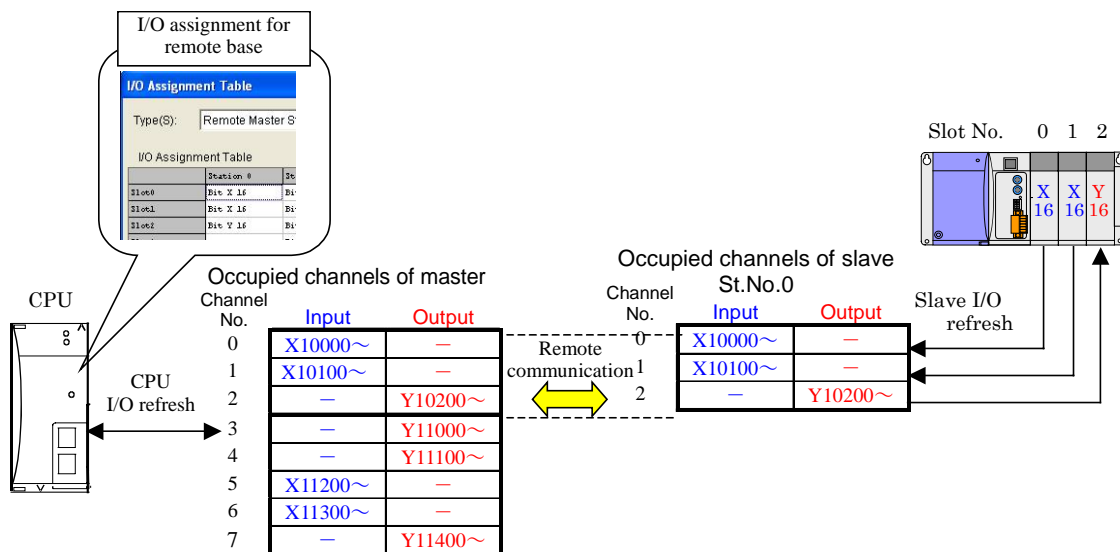 I/O assignment for
remote base
I/O Assignment Table
Type(S): Remote Master S
I/O Assignment Table
Station 0 St
Slot0 Bit X 16 Bi
Slot1 Bit X 16 Bi
Slot2 Bit Y 16 Bi
Slot No. 0 1 2
X X Y
16 16 16
CPU
CPU
I/O refresh
Occupied channels of master
Channel
No. Input Output
0 X10000～ －
1 X10100～ －
2 － Y10200～
3 － Y11000～
4 － Y11100～
5 X11200～ －
6 X11300～ －
7 － Y11400～
Remote
communication
Occupied channels of slave
St.No.0
Channel
No. Input Output
0 X10000～ －
1 X10100～ －
2 － Y10200～
Slave I/O
refresh